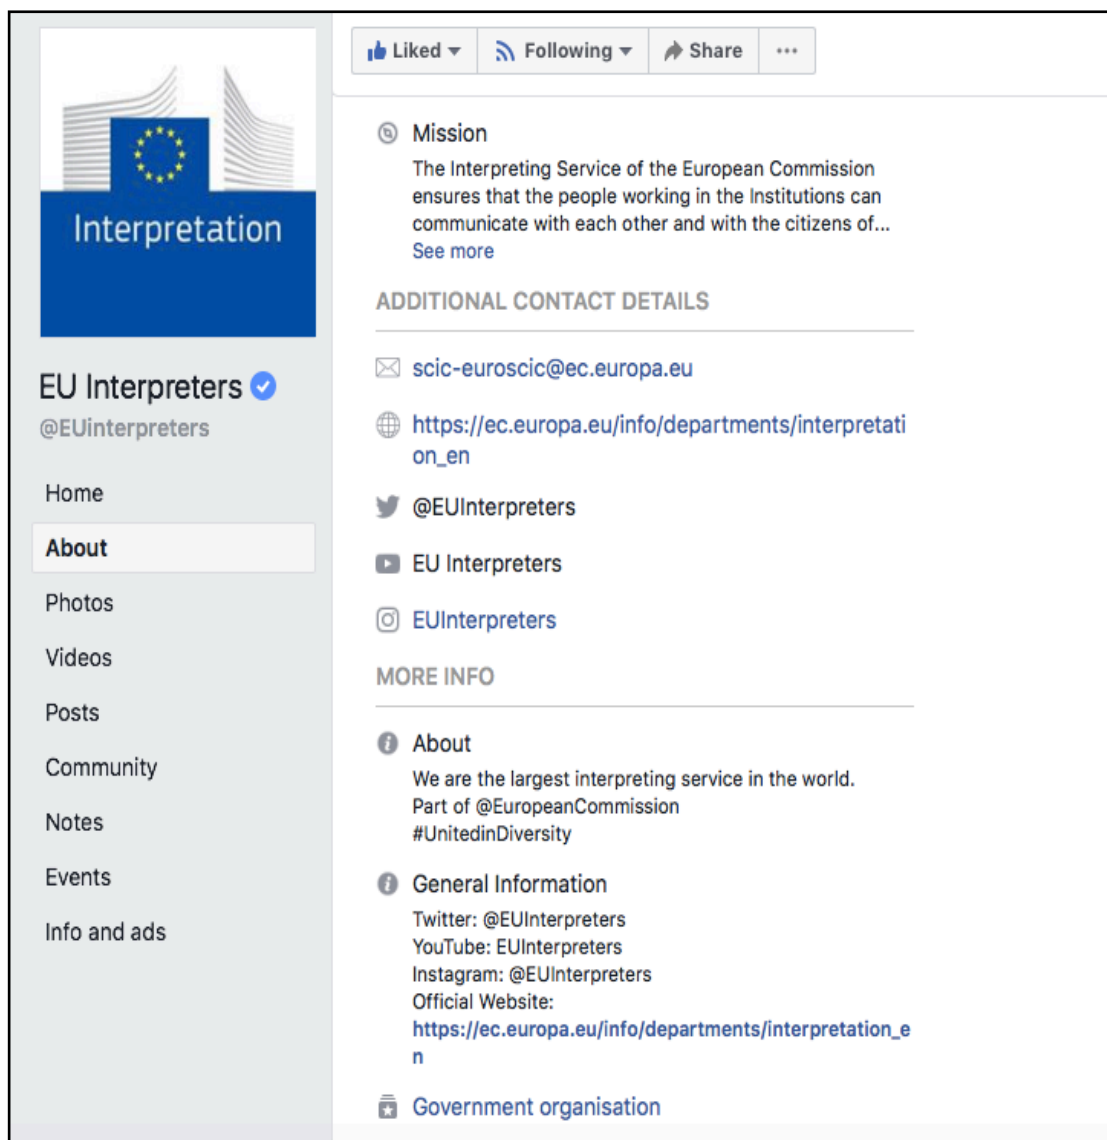 Interpretation
EU Interpreters
@EUinterpreters
Home
About
Photos
Videos
Posts
Community
Notes
Events
Info and ads
Liked
Following
Share
Mission
The Interpreting Service of the European Commission
ensures that the people working in the Institutions can
communicate with each other and with the citizens of...
See more
ADDITIONAL CONTACT DETAILS
scic-euroscic@ec.europa.eu
https://ec.europa.eu/info/departments/interpretati
on_en
@EUInterpreters
EU Interpreters
EUInterpreters
MORE INFO
About
We are the largest interpreting service in the world.
Part of @EuropeanCommission
#UnitedinDiversity
General Information
Twitter: @EUInterpreters
YouTube: EUInterpreters
Instagram: @EUInterpreters
Official Website:
https://ec.europa.eu/info/departments/interpretation_e
n
Government organisation